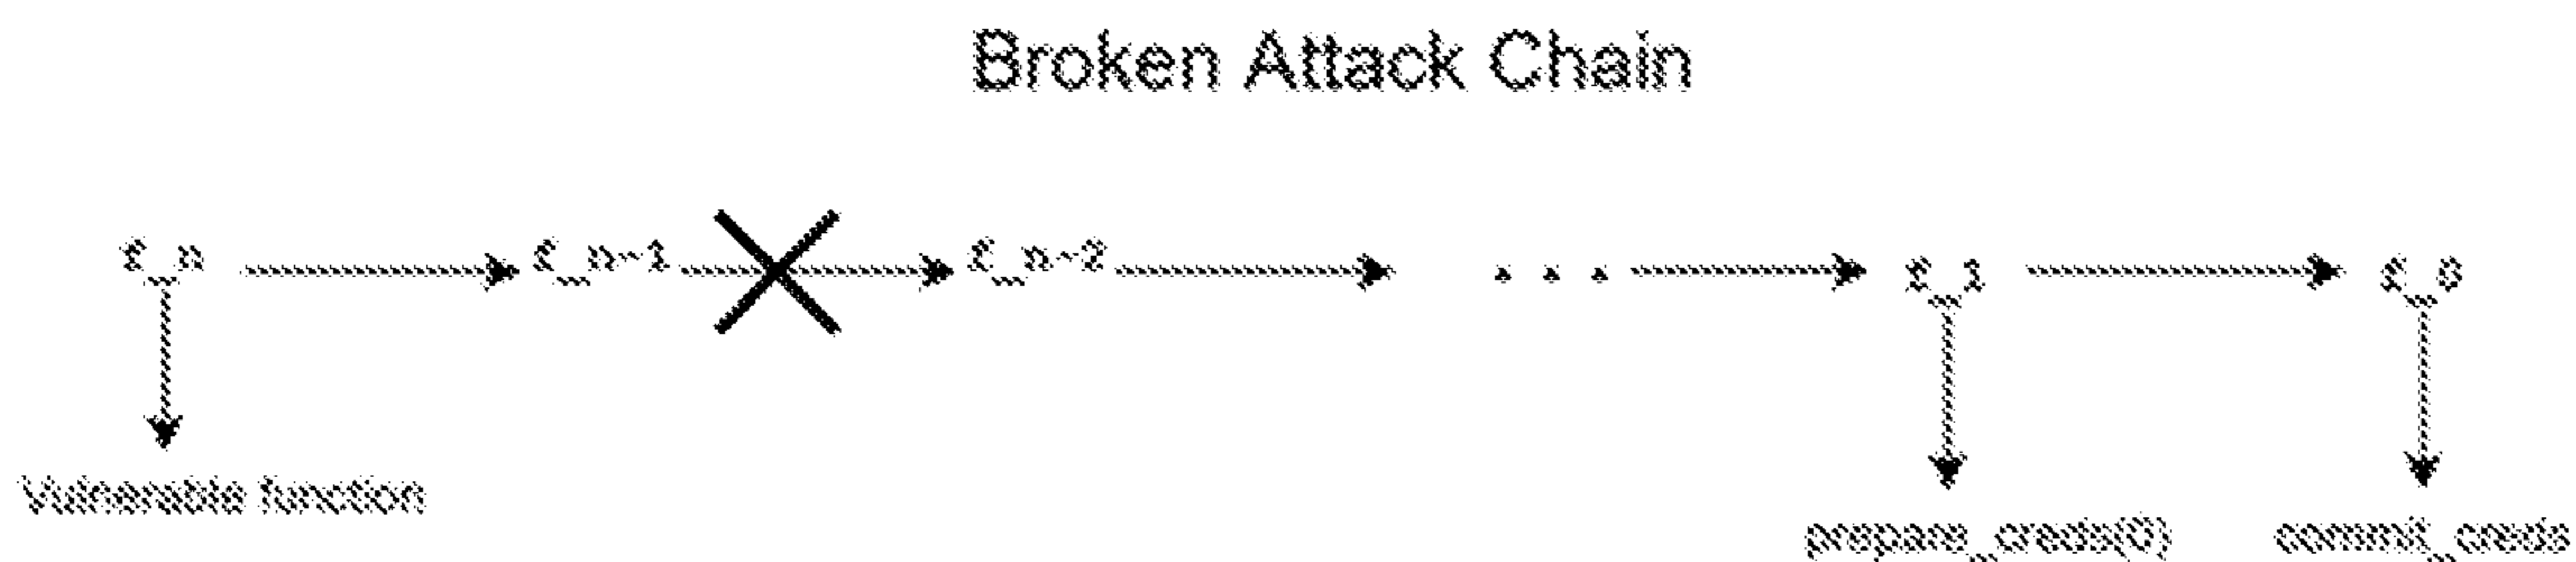 Broken Attack Chain
f_n f_n-1 f_n-2 . . . f_1 f_0
Vulnerable function
prepare_creds(0) commit_creds